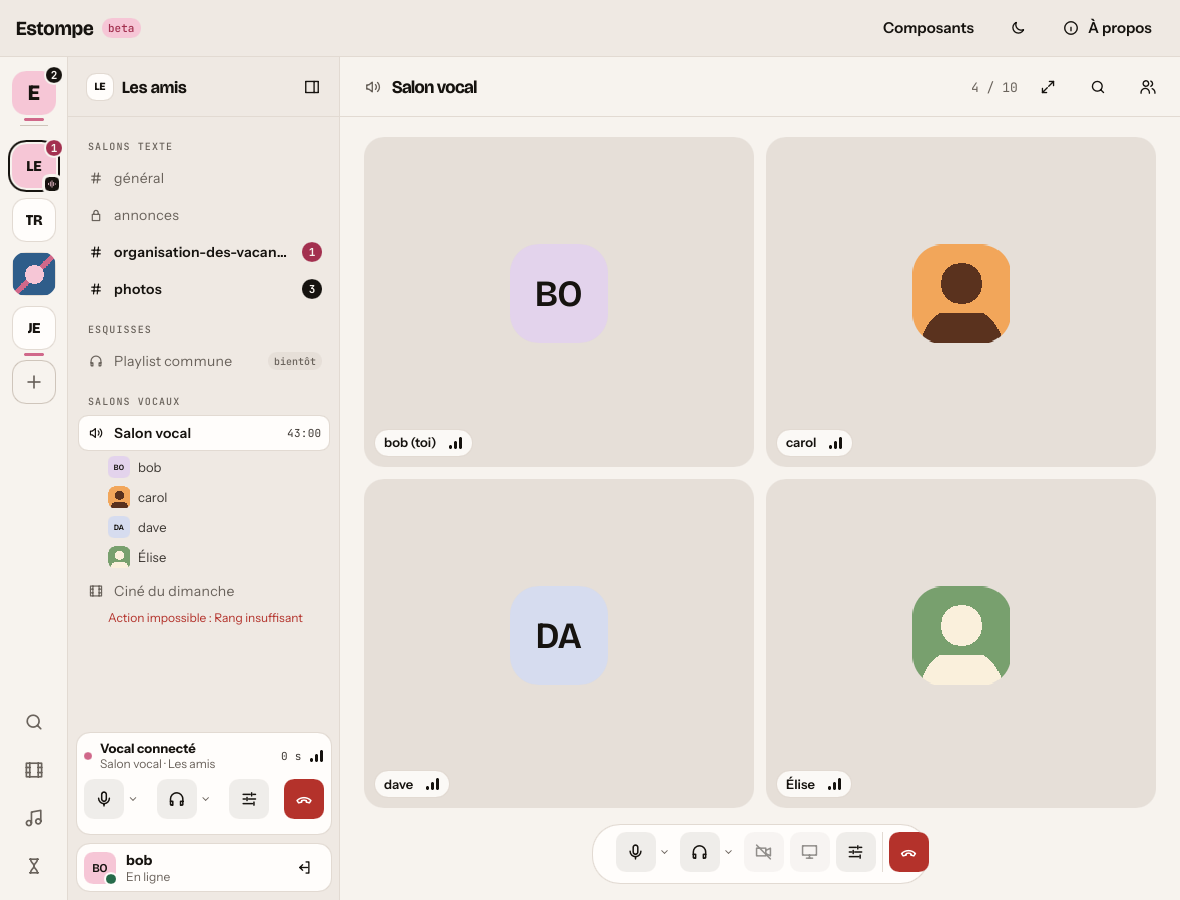 Estompe beta
Composants
À propos
E
2
LE
1
TR
JE
LE Les amis
SALONS TEXTE
# général
annonces
# organisation-des-vacan... 1
# photos 3
ESQUISSES
Playlist commune bientôt
SALONS VOCAUX
Salon vocal 43:00
BO bob
carol
DA dave
Élise
Ciné du dimanche
Action impossible : Rang insuffisant
Vocal connecté
Salon vocal · Les amis
0 s
BO bob
En ligne
Salon vocal
4 / 10
BO
bob (toi)
carol
DA
dave
Élise